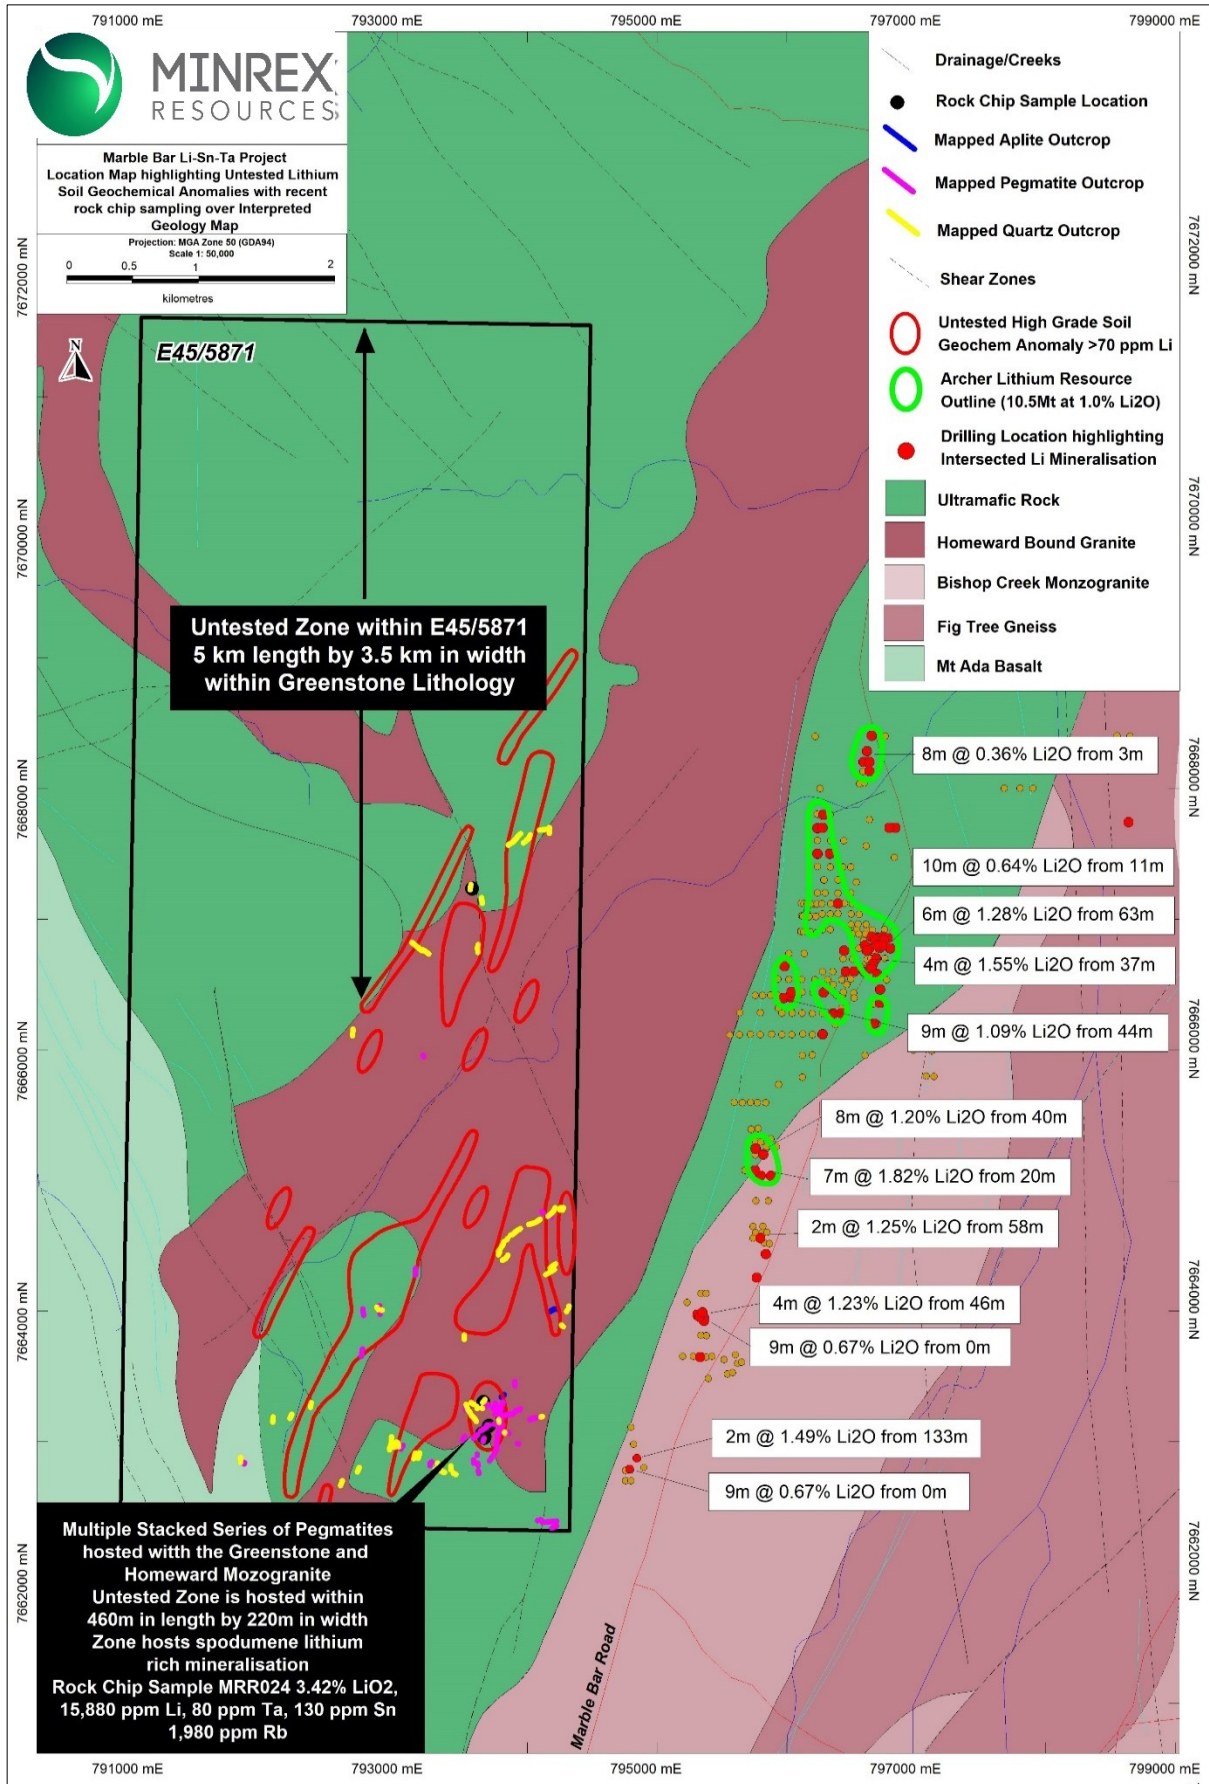 791000 mE
793000 mE
795000 mE
797000 mE
799000 mE
MINREX
RESOURCES
Marble Bar Li-Sn-Ta Project
Location Map highlighting Untested Lithium
Soil Geochemical Anomalies with recent
rock chip sampling over Interpreted
Geology Map
Projection: MGA Zone 50 (GDA94)
Scale 1: 50,000
0
0.5
1
2
kilometres
N
E45/5871
Drainage/Creeks
Rock Chip Sample Location
Mapped Aplite Outcrop
Mapped Pegmatite Outcrop
Mapped Quartz Outcrop
Shear Zones
Untested High Grade Soil
Geochem Anomaly >70 ppm Li
Archer Lithium Resource
Outline (10.5Mt at 1.0% Li2O)
Drilling Location highlighting
Intersected Li Mineralisation
Ultramafic Rock
Homeward Bound Granite
Bishop Creek Monzogranite
Fig Tree Gneiss
Mt Ada Basalt
7672000 mN
7670000 mN
7668000 mN
7666000 mN
7664000 mN
7662000 mN
7672000 mN
7670000 mN
7668000 mN
7666000 mN
7664000 mN
7662000 mN
Untested Zone within E45/5871
5 km length by 3.5 km in width
within Greenstone Lithology
8m @ 0.36% Li2O from 3m
10m @ 0.64% Li2O from 11m
6m @ 1.28% Li2O from 63m
4m @ 1.55% Li2O from 37m
9m @ 1.09% Li2O from 44m
8m @ 1.20% Li2O from 40m
7m @ 1.82% Li2O from 20m
2m @ 1.25% Li2O from 58m
4m @ 1.23% Li2O from 46m
9m @ 0.67% Li2O from 0m
2m @ 1.49% Li2O from 133m
9m @ 0.67% Li2O from 0m
Multiple Stacked Series of Pegmatites
hosted witth the Greenstone and
Homeward Mozogranite
Untested Zone is hosted within
460m in length by 220m in width
Zone hosts spodumene lithium
rich mineralisation
Rock Chip Sample MRR024 3.42% LiO2,
15,880 ppm Li, 80 ppm Ta, 130 ppm Sn
1,980 ppm Rb
Marble Bar Road
791000 mE
793000 mE
795000 mE
797000 mE
799000 mE